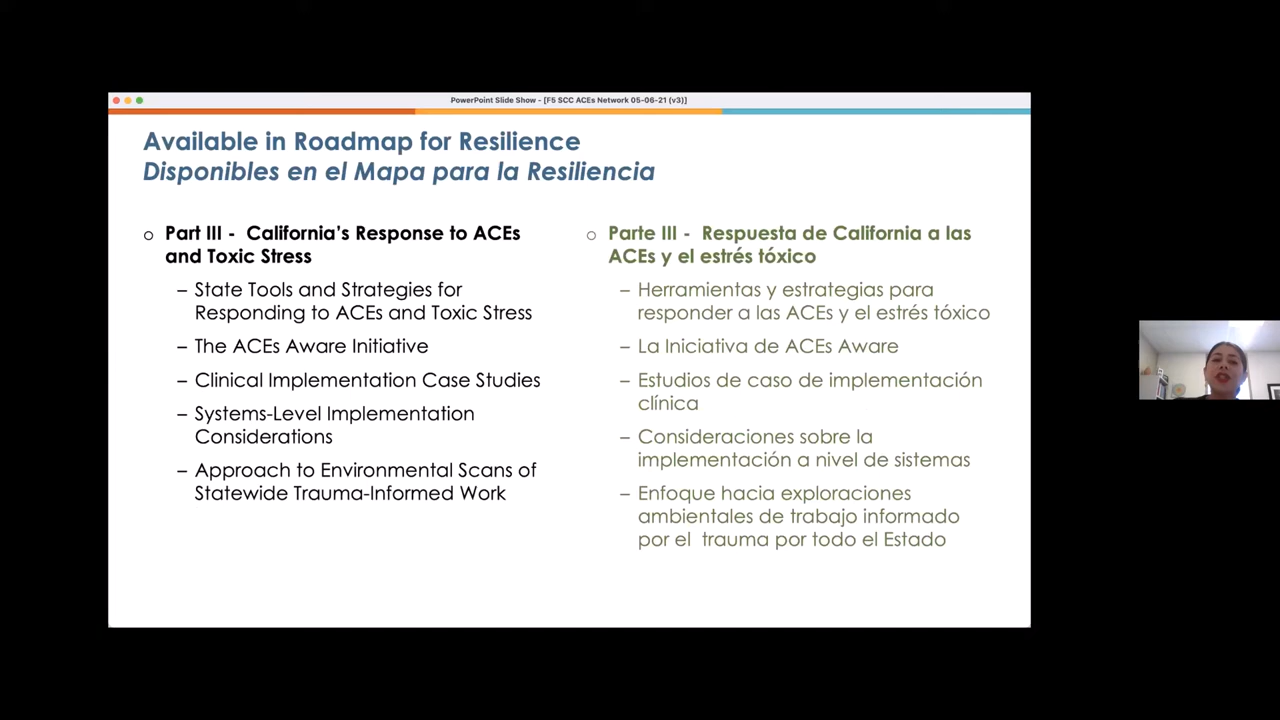 PowerPoint Slide Show - [F5 SCC ACEs Network 05-06-21 (v3)]
Available in Roadmap for Resilience
Disponibles en el Mapa para la Resiliencia
o Part III - California's Response to ACEs
and Toxic Stress
– State Tools and Strategies for
Responding to ACEs and Toxic Stress
– The ACEs Aware Initiative
– Clinical Implementation Case Studies
– Systems-Level Implementation
Considerations
– Approach to Environmental Scans of
Statewide Trauma-Informed Work
o Parte III - Respuesta de California a las
ACEs y el estrés tóxico
– Herramientas y estrategias para
responder a las ACEs y el estrés tóxico
– La Iniciativa de ACEs Aware
– Estudios de caso de implementación
clínica
– Consideraciones sobre la
implementación a nivel de sistemas
– Enfoque hacia exploraciones
ambientales de trabajo informado
por el trauma por todo el Estado